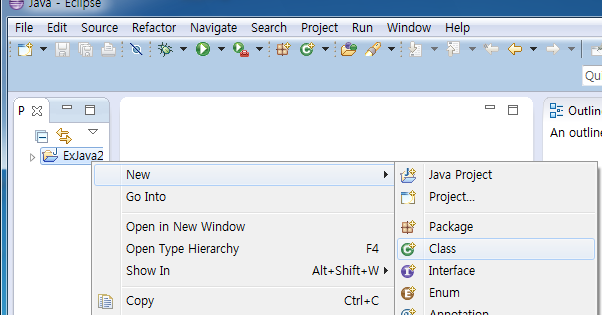 Java - Eclipse
File Edit Source Refactor Navigate Search Project Run Window Help
Qu
P
Outlin
An outline
ExJava2
New
Go Into
Open in New Window
Open Type Hierarchy F4
Show In Alt+Shift+W
Copy Ctrl+C
Java Project
Project...
Package
Class
Interface
Enum
Annotation